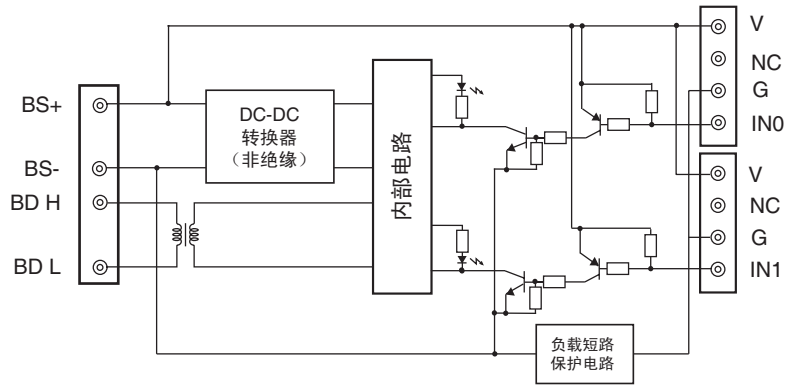 BS+
BS-
BD H
BD L
DC-DC
转换器
（非绝缘）
内部电路
负载短路
保护电路
V
NC
G
IN0
V
NC
G
IN1